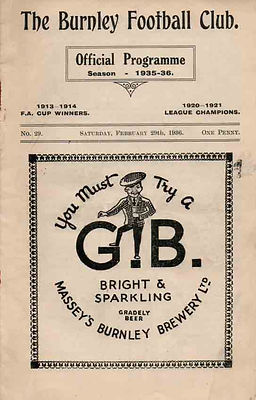 The Burnley Football Club.
Official Programme
Season - 1935-36.
1913-1914
F.A. CUP WINNERS.
1920-1921
LEAGUE CHAMPIONS.
No. 29. SATURDAY, FEBRUARY 29th, 1936. ONE PENNY.
You Must Try A
G.B.
BRIGHT &
SPARKLING
GRADELY
BEER
MASSEY'S BURNLEY BREWERY LTD